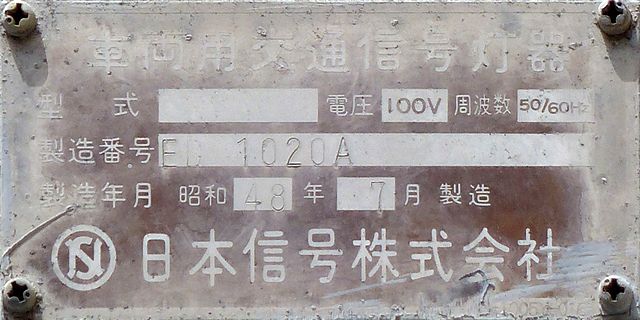 車両用交通信号灯器
型式 電圧 100V 周波数 50/60Hz
製造番号 ED 1020A
製造年月 昭和 48 年 7 月 製造
日本信号株式会社